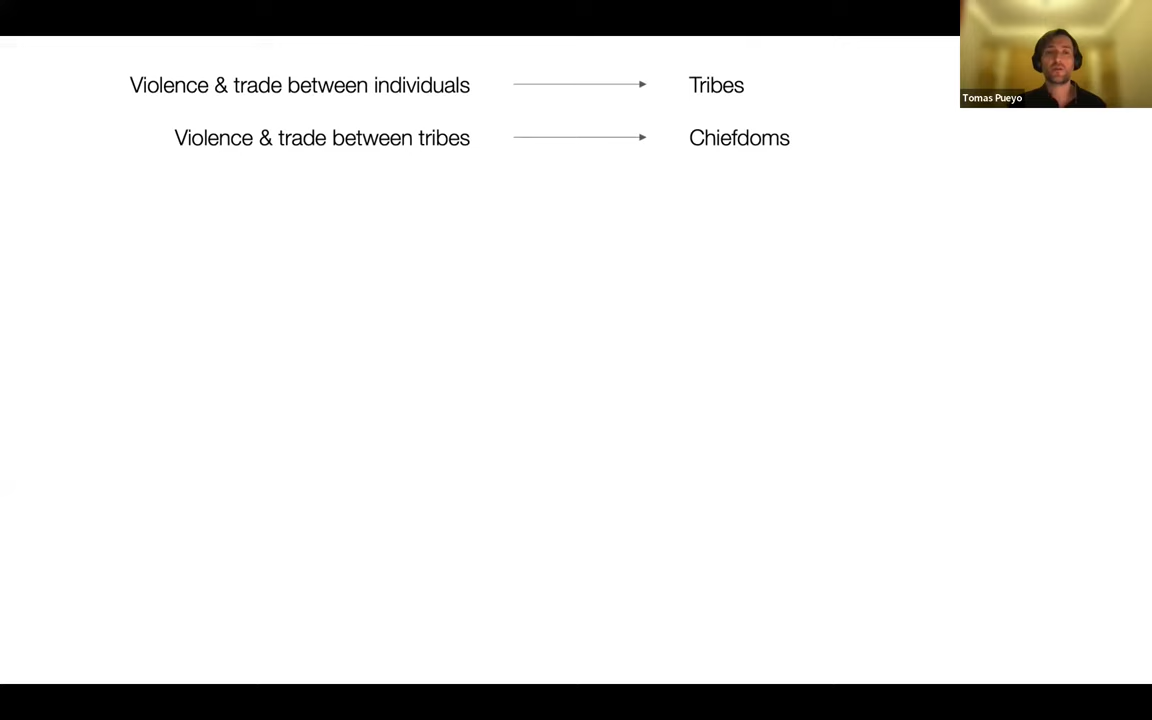 Violence & trade between individuals Tribes
Violence & trade between tribes Chiefdoms
Tomas Pueyo